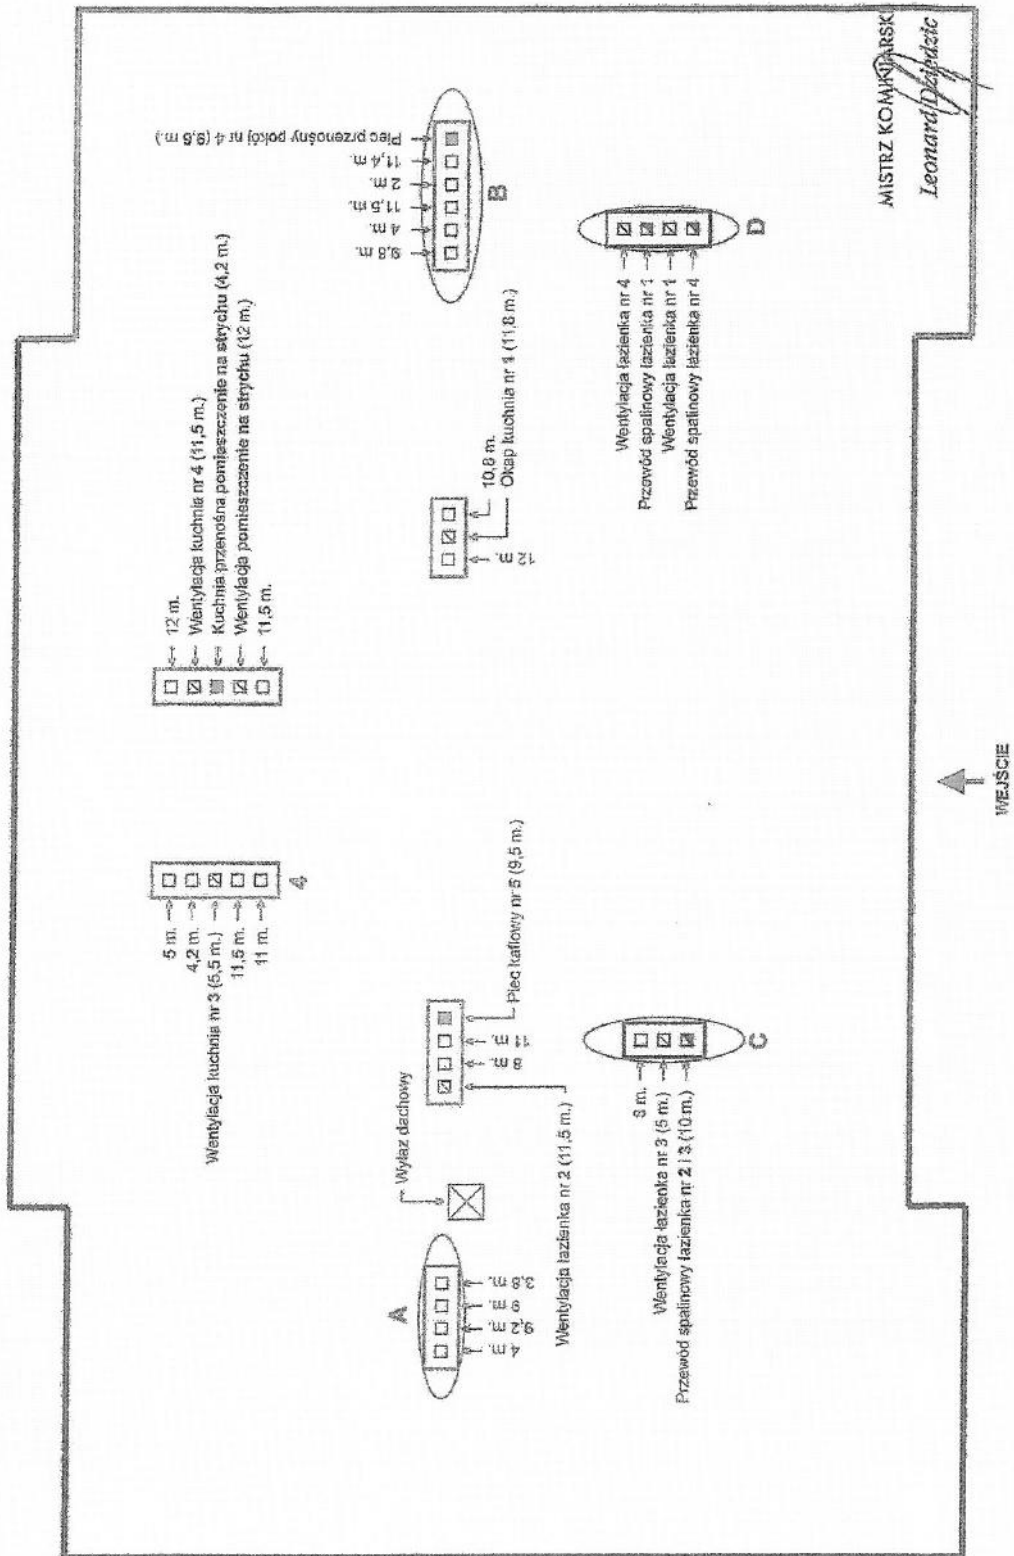 12 m.
Wentylacja kuchnia nr 4 (11,5 m.)
Kuchnia przenośna pomieszczenie na strychu (4,2 m.)
Wentylacja pomieszczenie na strychu (12 m.)
11,5 m.
5 m.
4,2 m.
Wentylacja kuchnia nr 3 (5,5 m.)
11,5 m.
11 m.
4
9,8 m.
4 m.
11,5 m.
2 m.
11,4 m.
Piec przenośny pokój nr 4
B
12 m.
10,8 m.
Okap kuchnia nr 1 (11,8 m.)
Wyłaz dachowy
A
4 m.
9,2 m.
9 m.
3,8 m.
Wentylacja łazienka nr 2 (11,5 m.)
8 m.
11 m.
Piec kaflowy nr 5 (9,5 m.)
Wentylacja łazienka nr 3 (5 m.)
Przewód spalinowy łazienka nr 2 i 3 (10 m.)
C
Wentylacja łazienka nr 4
Przewód spalinowy łazienka nr 1
Wentylacja łazienka nr 1
Przewód spalinowy łazienka nr 4
D
WEJŚCIE
MISTRZ KOMINIARSKI
Leonard Dziedzic